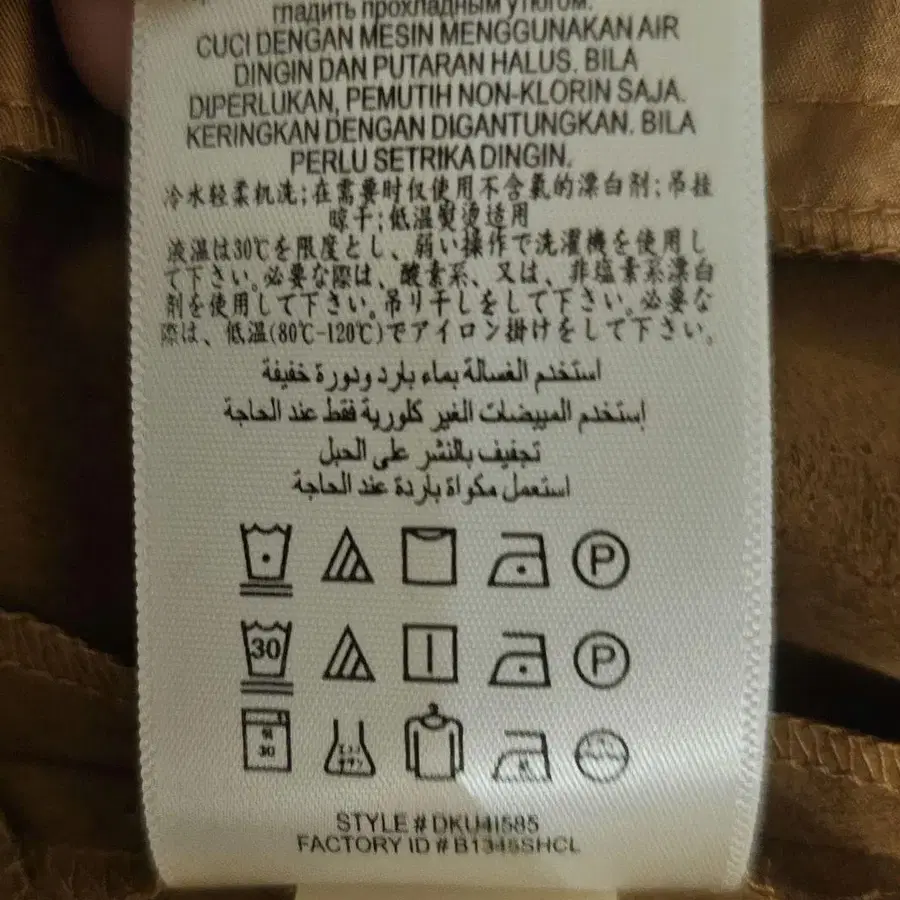 гладить прохладным утюгом.
CUCI DENGAN MESIN MENGGUNAKAN AIR
DINGIN DAN PUTARAN HALUS. BILA
DIPERLUKAN, PEMUTIH NON-KLORIN SAJA.
KERINGKAN DENGAN DIGANTUNGKAN. BILA
PERLU SETRIKA DINGIN.
冷水轻柔机洗;在需要时仅使用不含氯的漂白剂;吊挂
晾干;低温熨烫适用
液温は30℃を限度とし、弱い操作で洗濯機を使用し
て下さい。必要な際は、酸素系、又は、非塩素系漂白
剤を使用して下さい。吊り干しをして下さい。必要な
際は、低温(80℃-120℃)でアイロン掛けをして下さい。
استخدم الغسالة بماء بارد ودورة خفيفة
إستخدم المبيضات الغير كلورية فقط عند الحاجة
تجفيف بالنشر على الحبل
استعمل مكواة باردة عند الحاجة
P
30 P
30
STYLE # DKU4I585
FACTORY ID # B1345SHCL